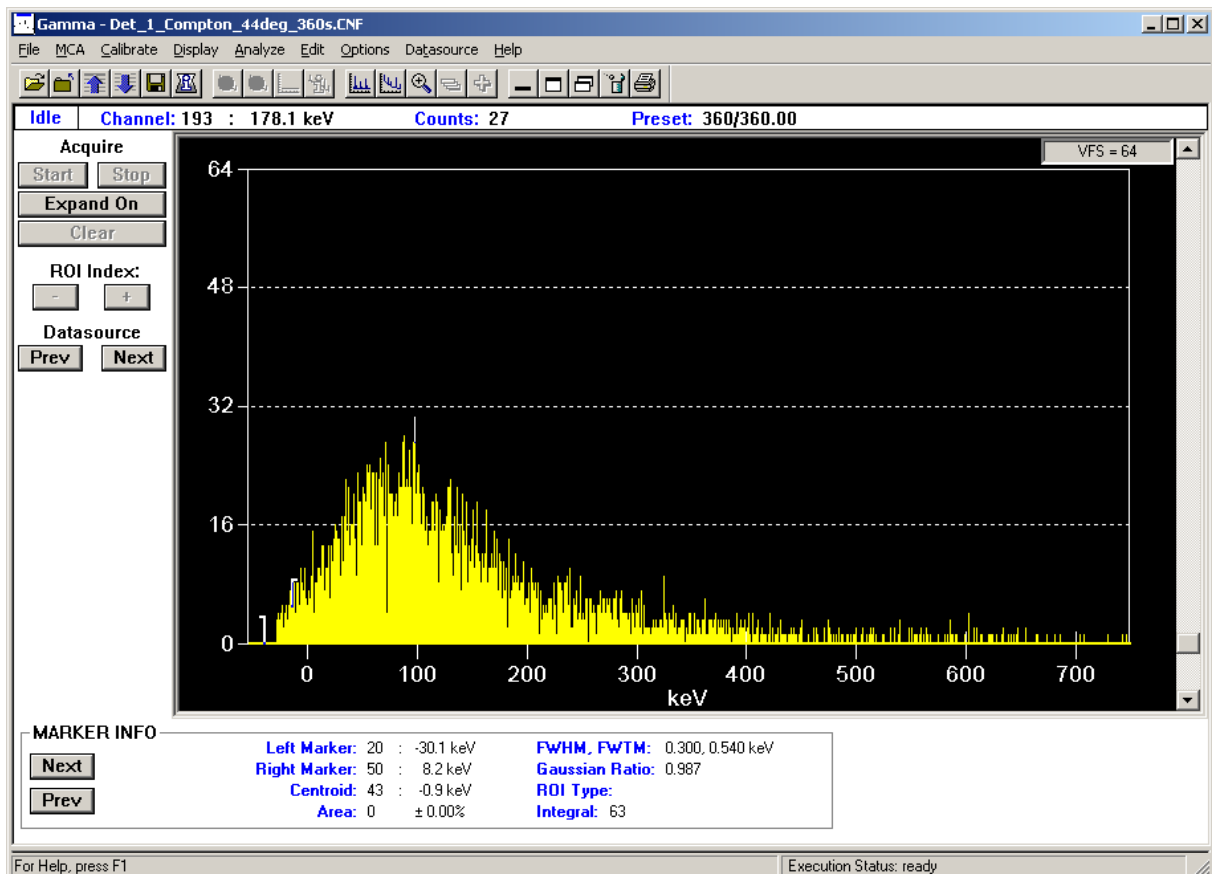 Gamma - Det_1_Compton_44deg_360s.CNF
File MCA Calibrate Display Analyze Edit Options Datasource Help
Idle Channel: 193 : 178.1 keV Counts: 27 Preset: 360/360.00
Acquire
Start Stop
Expand On
Clear
ROI Index:
- +
Datasource
Prev Next
VFS = 64
64
48
32
16
0
0 100 200 300 400 500 600 700
keV
MARKER INFO
Next
Prev
Left Marker: 20 : -30.1 keV FWHM, FWTM: 0.300, 0.540 keV
Right Marker: 50 : 8.2 keV Gaussian Ratio: 0.987
Centroid: 43 : -0.9 keV ROI Type:
Area: 0 ± 0.00% Integral: 63
For Help, press F1 Execution Status: ready